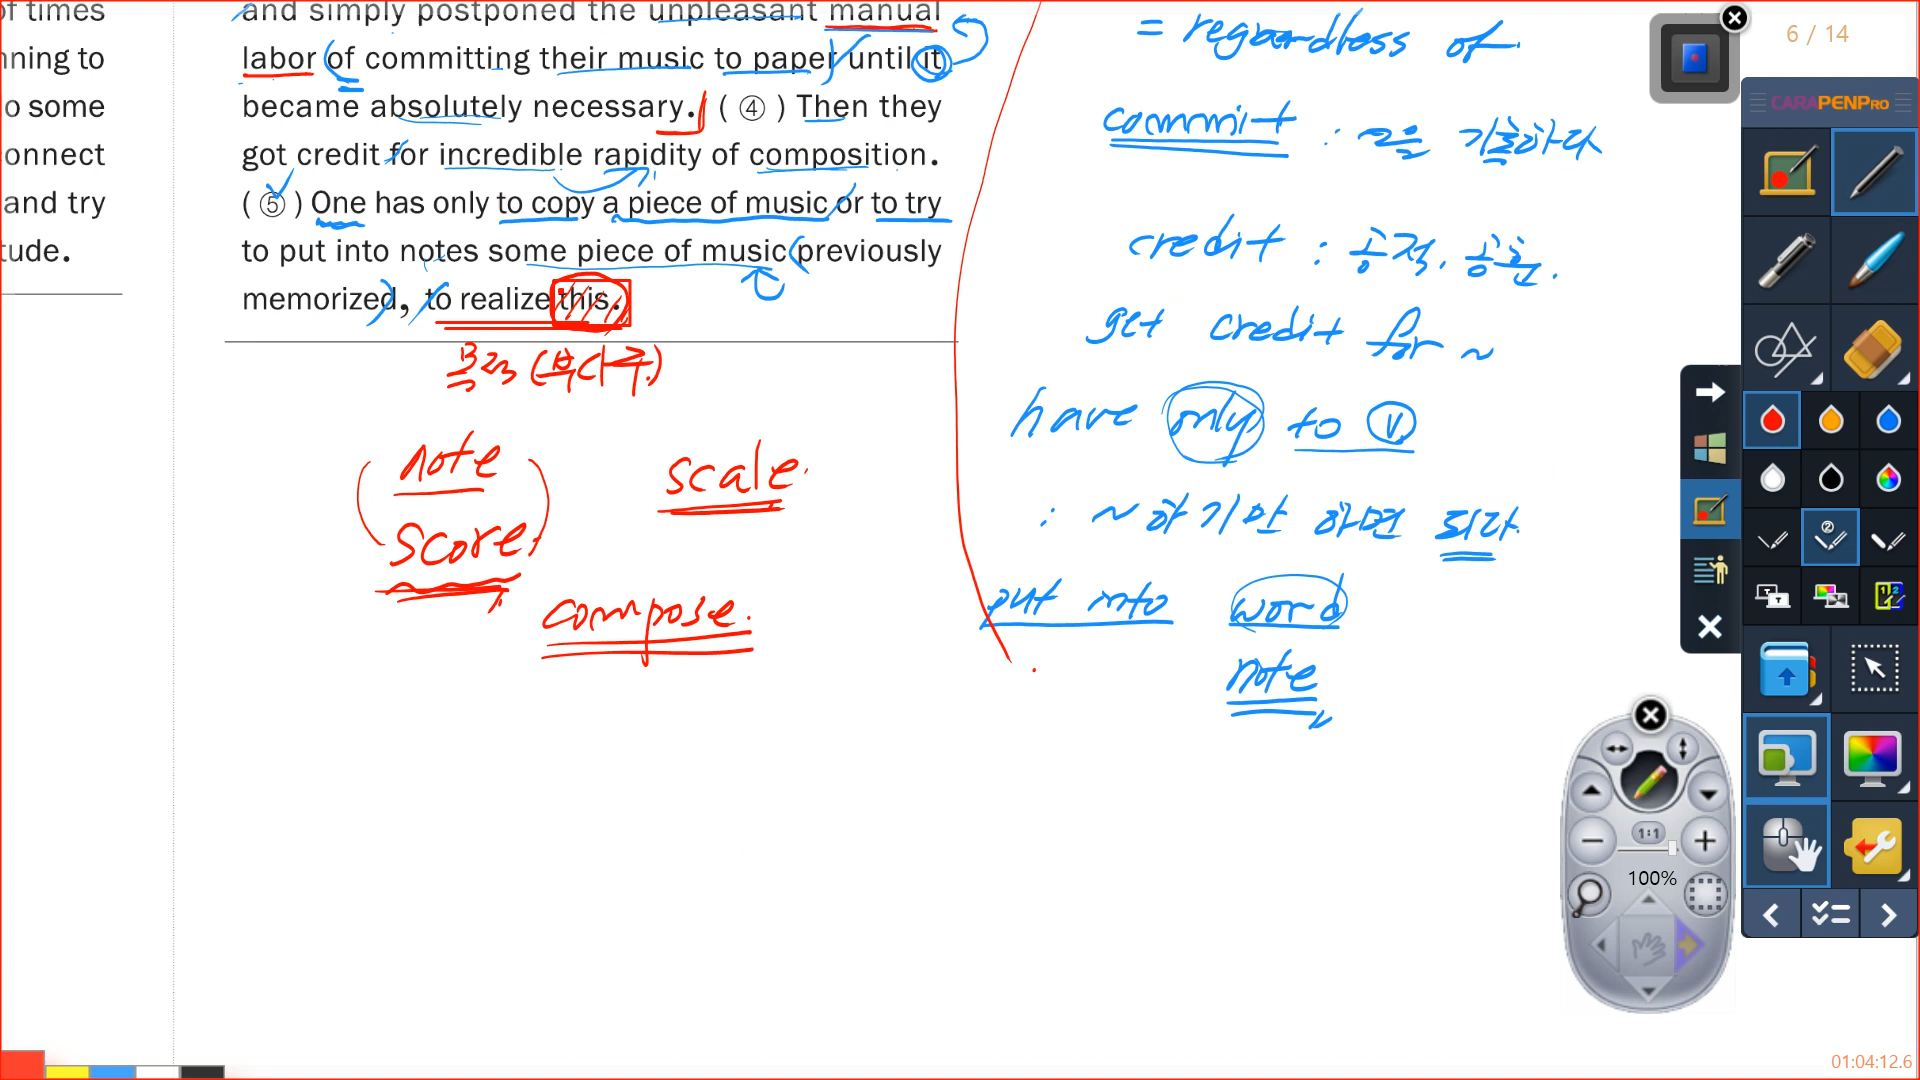 of times
nning to
o some
onnect
and try
tude.
and simply postponed the unpleasant manual
labor of committing their music to paper until it
became absolutely necessary. ( ④ ) Then they
got credit for incredible rapidity of composition.
( ⑤ ) One has only to copy a piece of music or to try
to put into notes some piece of music previously
memorized, to realize this.
note
score
scale
compose.
= regardless of
commit : 기록하다
credit : 공적, 공훈.
get credit for ~
have only to ⓥ
: ~하기만 하면 되다.
put into word
note
6 / 14
CARAPENPRO
②
1:1
100%
01:04:12.6